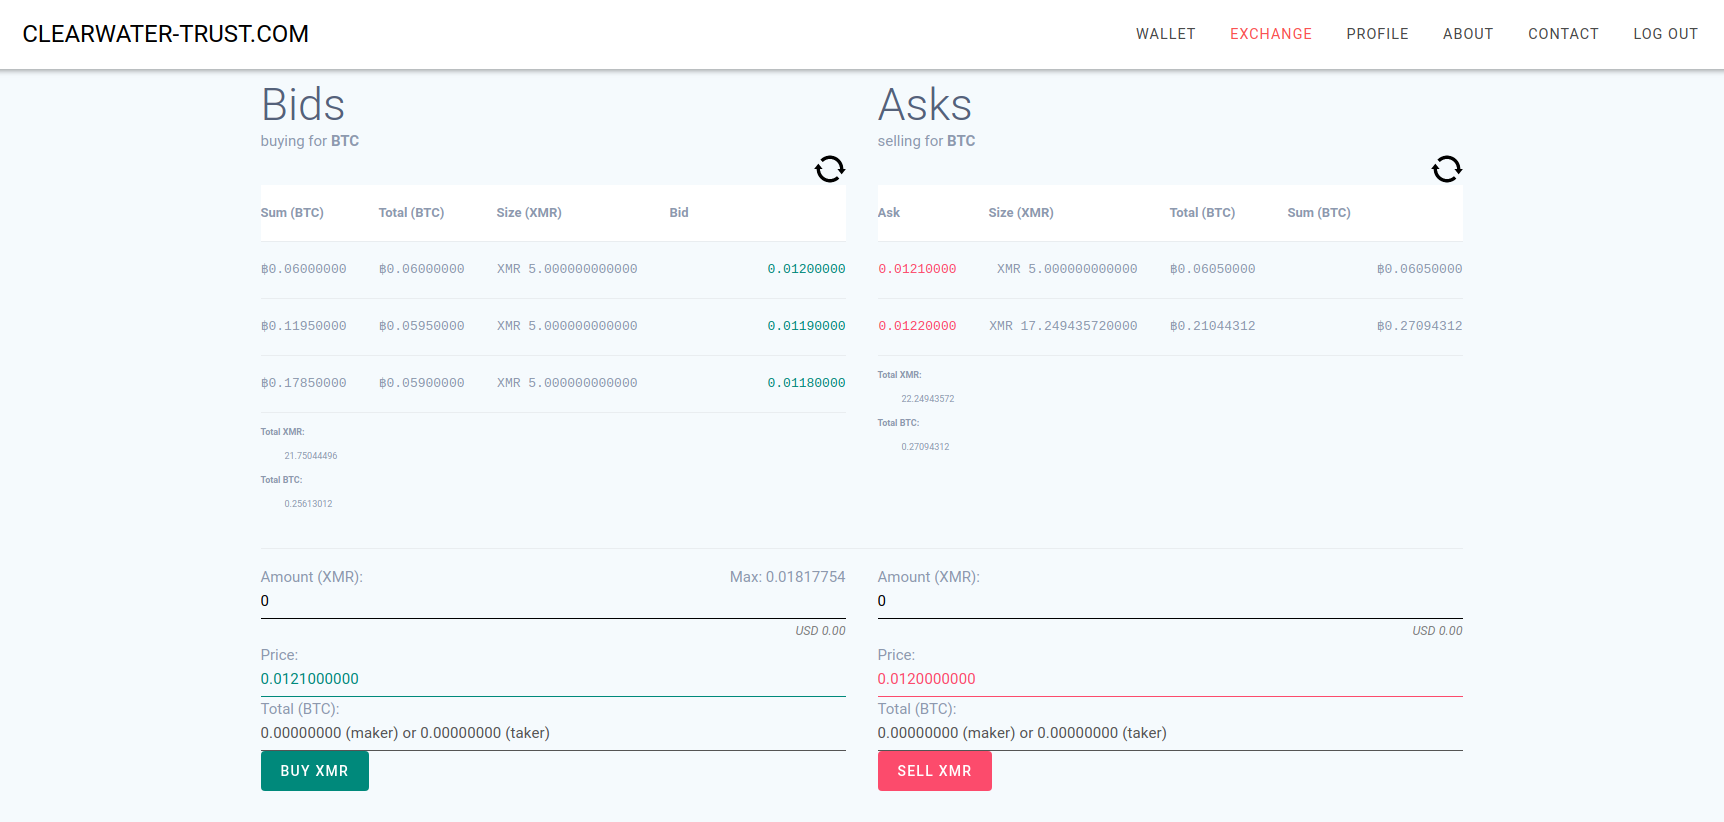 CLEARWATER-TRUST.COM
WALLET EXCHANGE PROFILE ABOUT CONTACT LOG OUT
Bids
buying for BTC
Sum (BTC) Total (BTC) Size (XMR) Bid
฿0.06000000 ฿0.06000000 XMR 5.000000000000 0.01200000
฿0.11950000 ฿0.05950000 XMR 5.000000000000 0.01190000
฿0.17850000 ฿0.05900000 XMR 5.000000000000 0.01180000
Total XMR:
21.75044496
Total BTC:
0.25613012
Asks
selling for BTC
Ask Size (XMR) Total (BTC) Sum (BTC)
0.01210000 XMR 5.000000000000 ฿0.06050000 ฿0.06050000
0.01220000 XMR 17.249435720000 ฿0.21044312 ฿0.27094312
Total XMR:
22.24943572
Total BTC:
0.27094312
Amount (XMR): Max: 0.01817754
0
USD 0.00
Price:
0.0121000000
Total (BTC):
0.00000000 (maker) or 0.00000000 (taker)
BUY XMR
Amount (XMR):
0
USD 0.00
Price:
0.0120000000
Total (BTC):
0.00000000 (maker) or 0.00000000 (taker)
SELL XMR